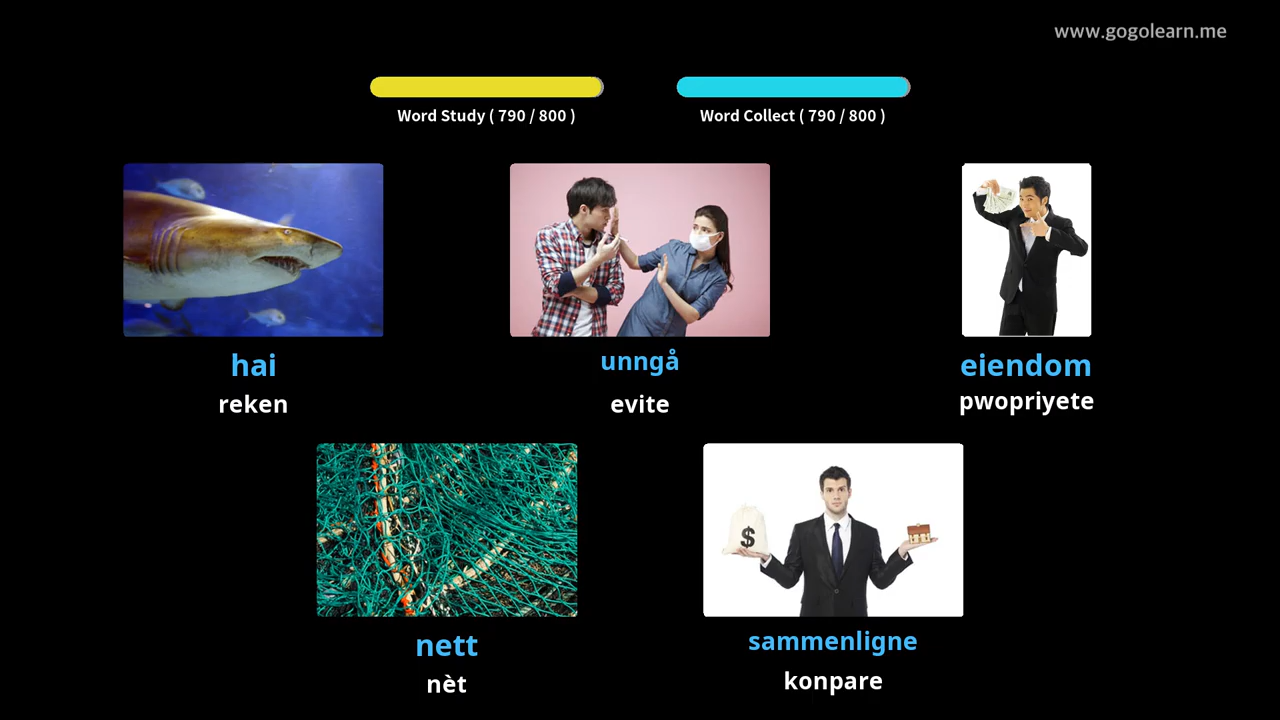 www.gogolearn.me
Word Study ( 790 / 800 )
Word Collect ( 790 / 800 )
hai
reken
unngå
evite
eiendom
pwopriyete
$
nett
nèt
sammenligne
konpare